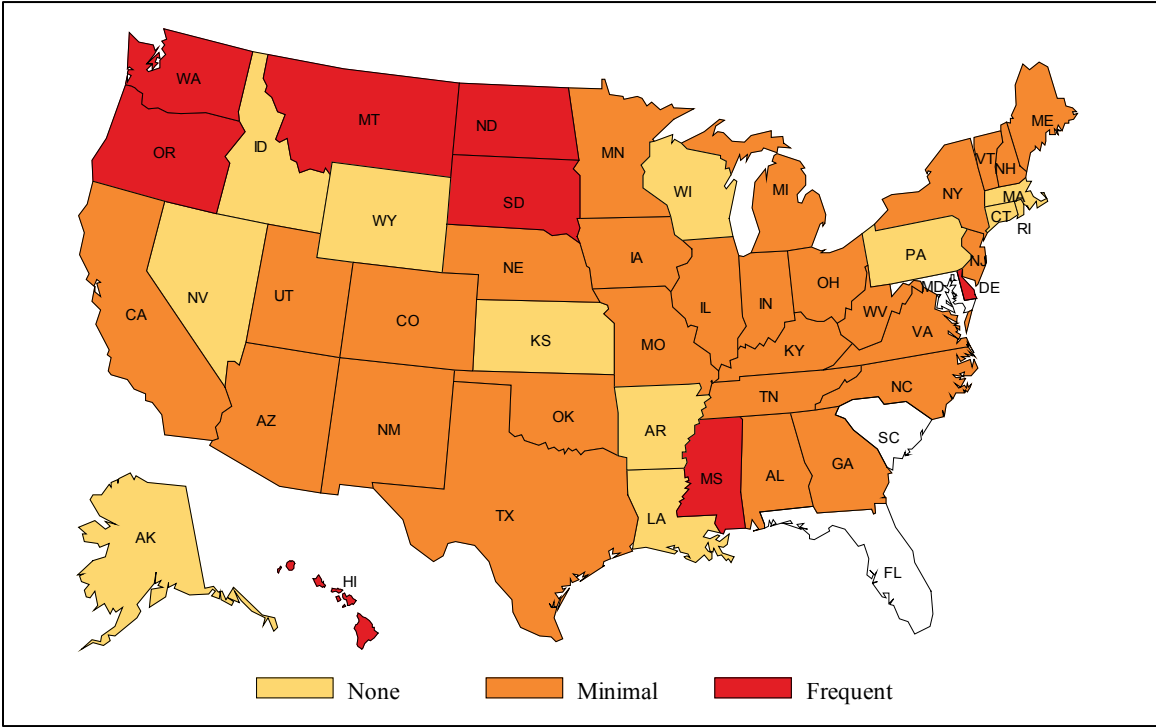 WA
MT
ND
MN
ME
OR
ID
SD
WI
MI
VT
NH
NY
MA
CT
RI
WY
PA
NJ
NE
IA
OH
MD
DE
NV
UT
CO
IL
IN
WV
VA
CA
KS
MO
KY
NC
TN
AZ
NM
OK
AR
SC
MS
AL
GA
TX
LA
AK
FL
HI
None
Minimal
Frequent